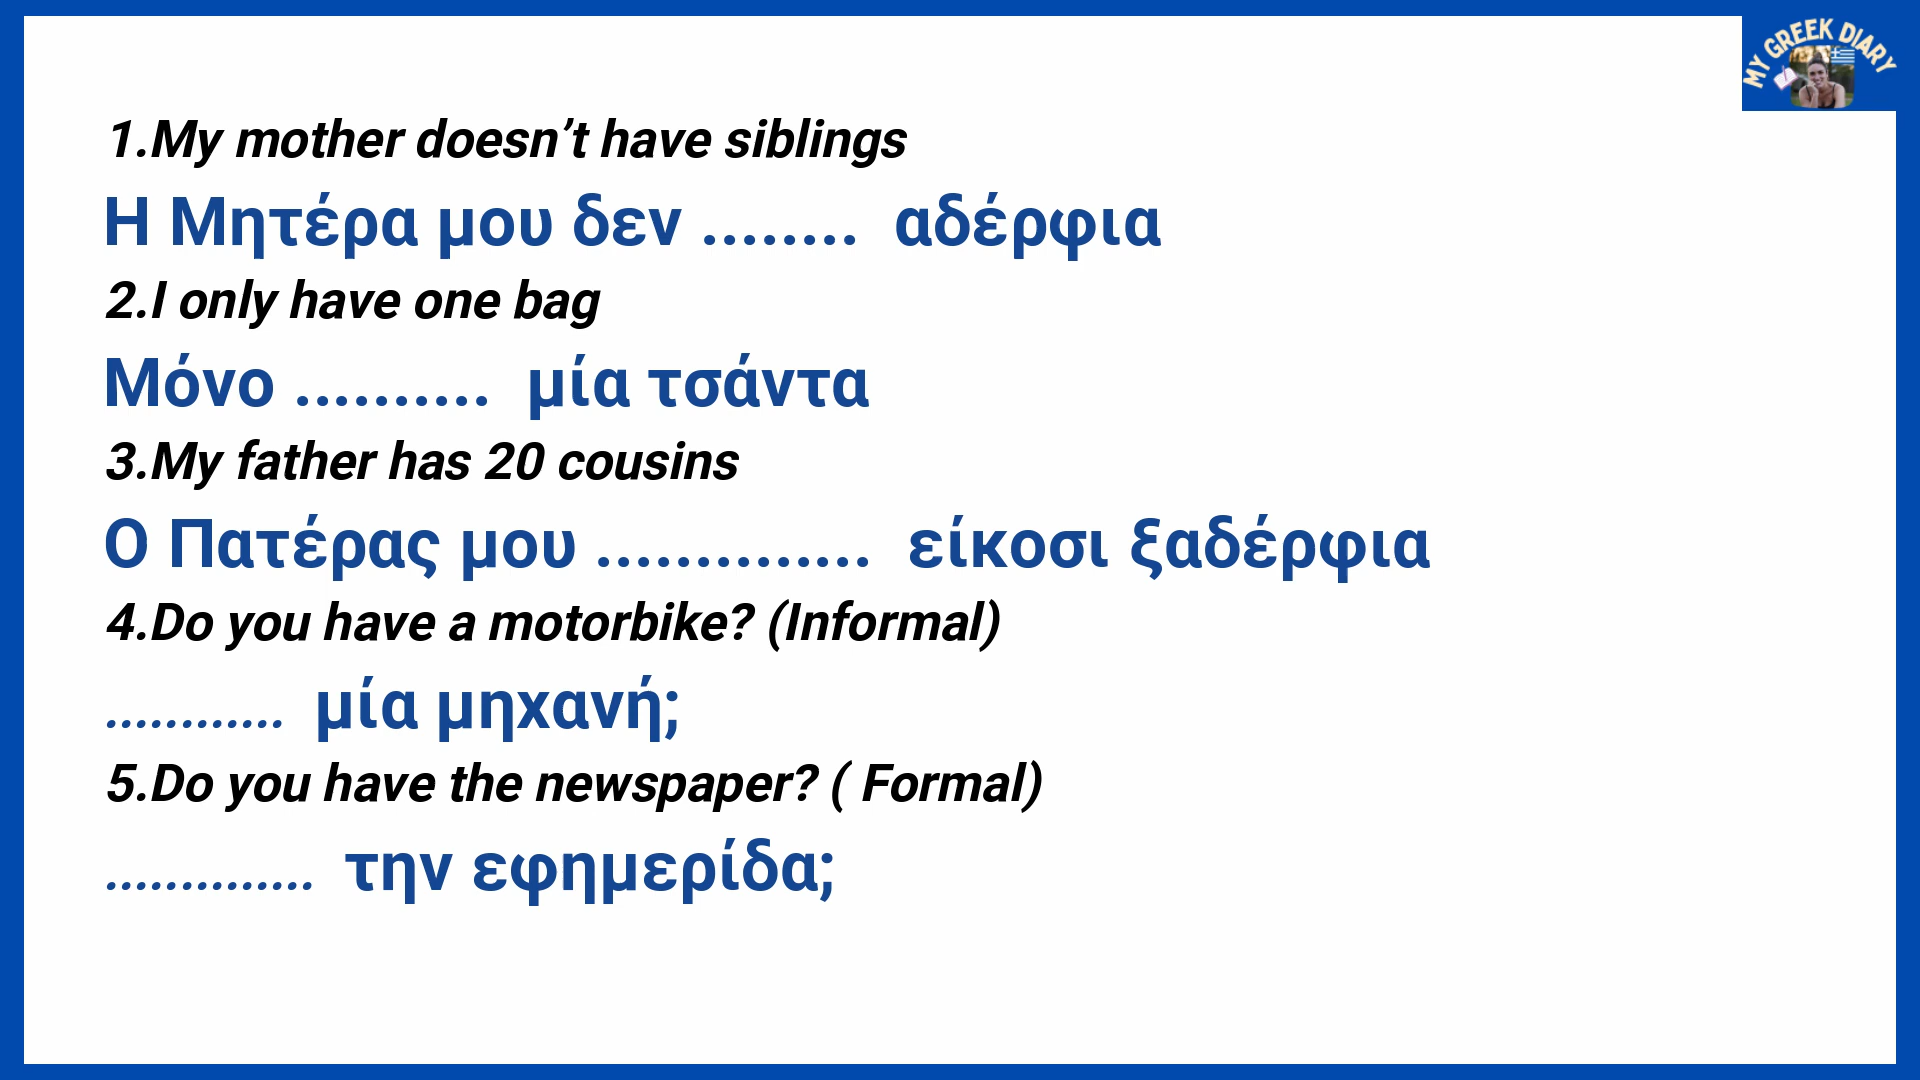 MY GREEK DIARY
1.My mother doesn’t have siblings
Η Μητέρα μου δεν ........ αδέρφια
2.I only have one bag
Μόνο .......... μία τσάντα
3.My father has 20 cousins
Ο Πατέρας μου .............. είκοσι ξαδέρφια
4.Do you have a motorbike? (Informal)
............ μία μηχανή;
5.Do you have the newspaper? ( Formal)
.............. την εφημερίδα;